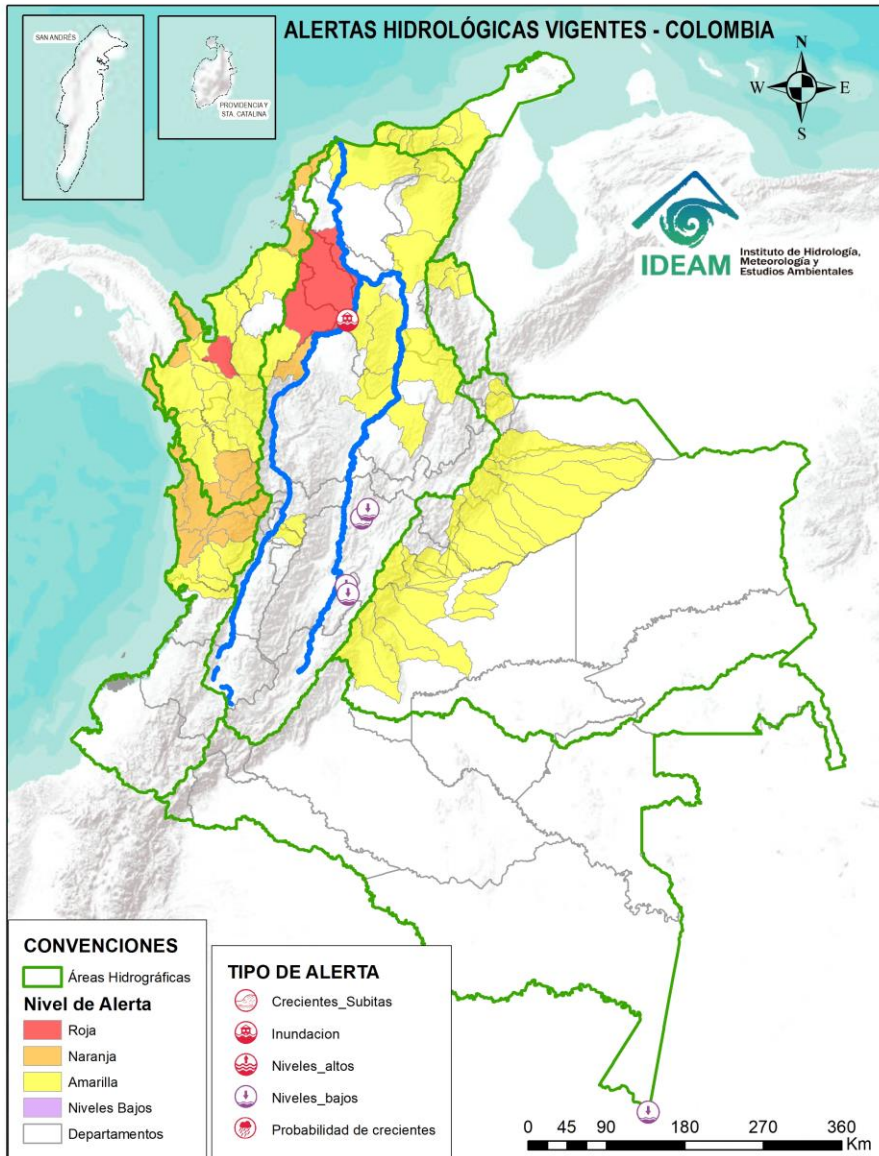 ALERTAS HIDROLÓGICAS VIGENTES - COLOMBIA
SAN ANDRÉS
PROVIDENCIA Y
STA. CATALINA
N
W
E
S
IDEAM
Instituto de Hidrología,
Meteorología y
Estudios Ambientales
CONVENCIONES
Áreas Hidrográficas
Nivel de Alerta
Roja
Naranja
Amarilla
Niveles Bajos
Departamentos
TIPO DE ALERTA
Crecientes_Subitas
Inundacion
Niveles_altos
Niveles_bajos
Probabilidad de crecientes
0 45 90 180 270 360
Km